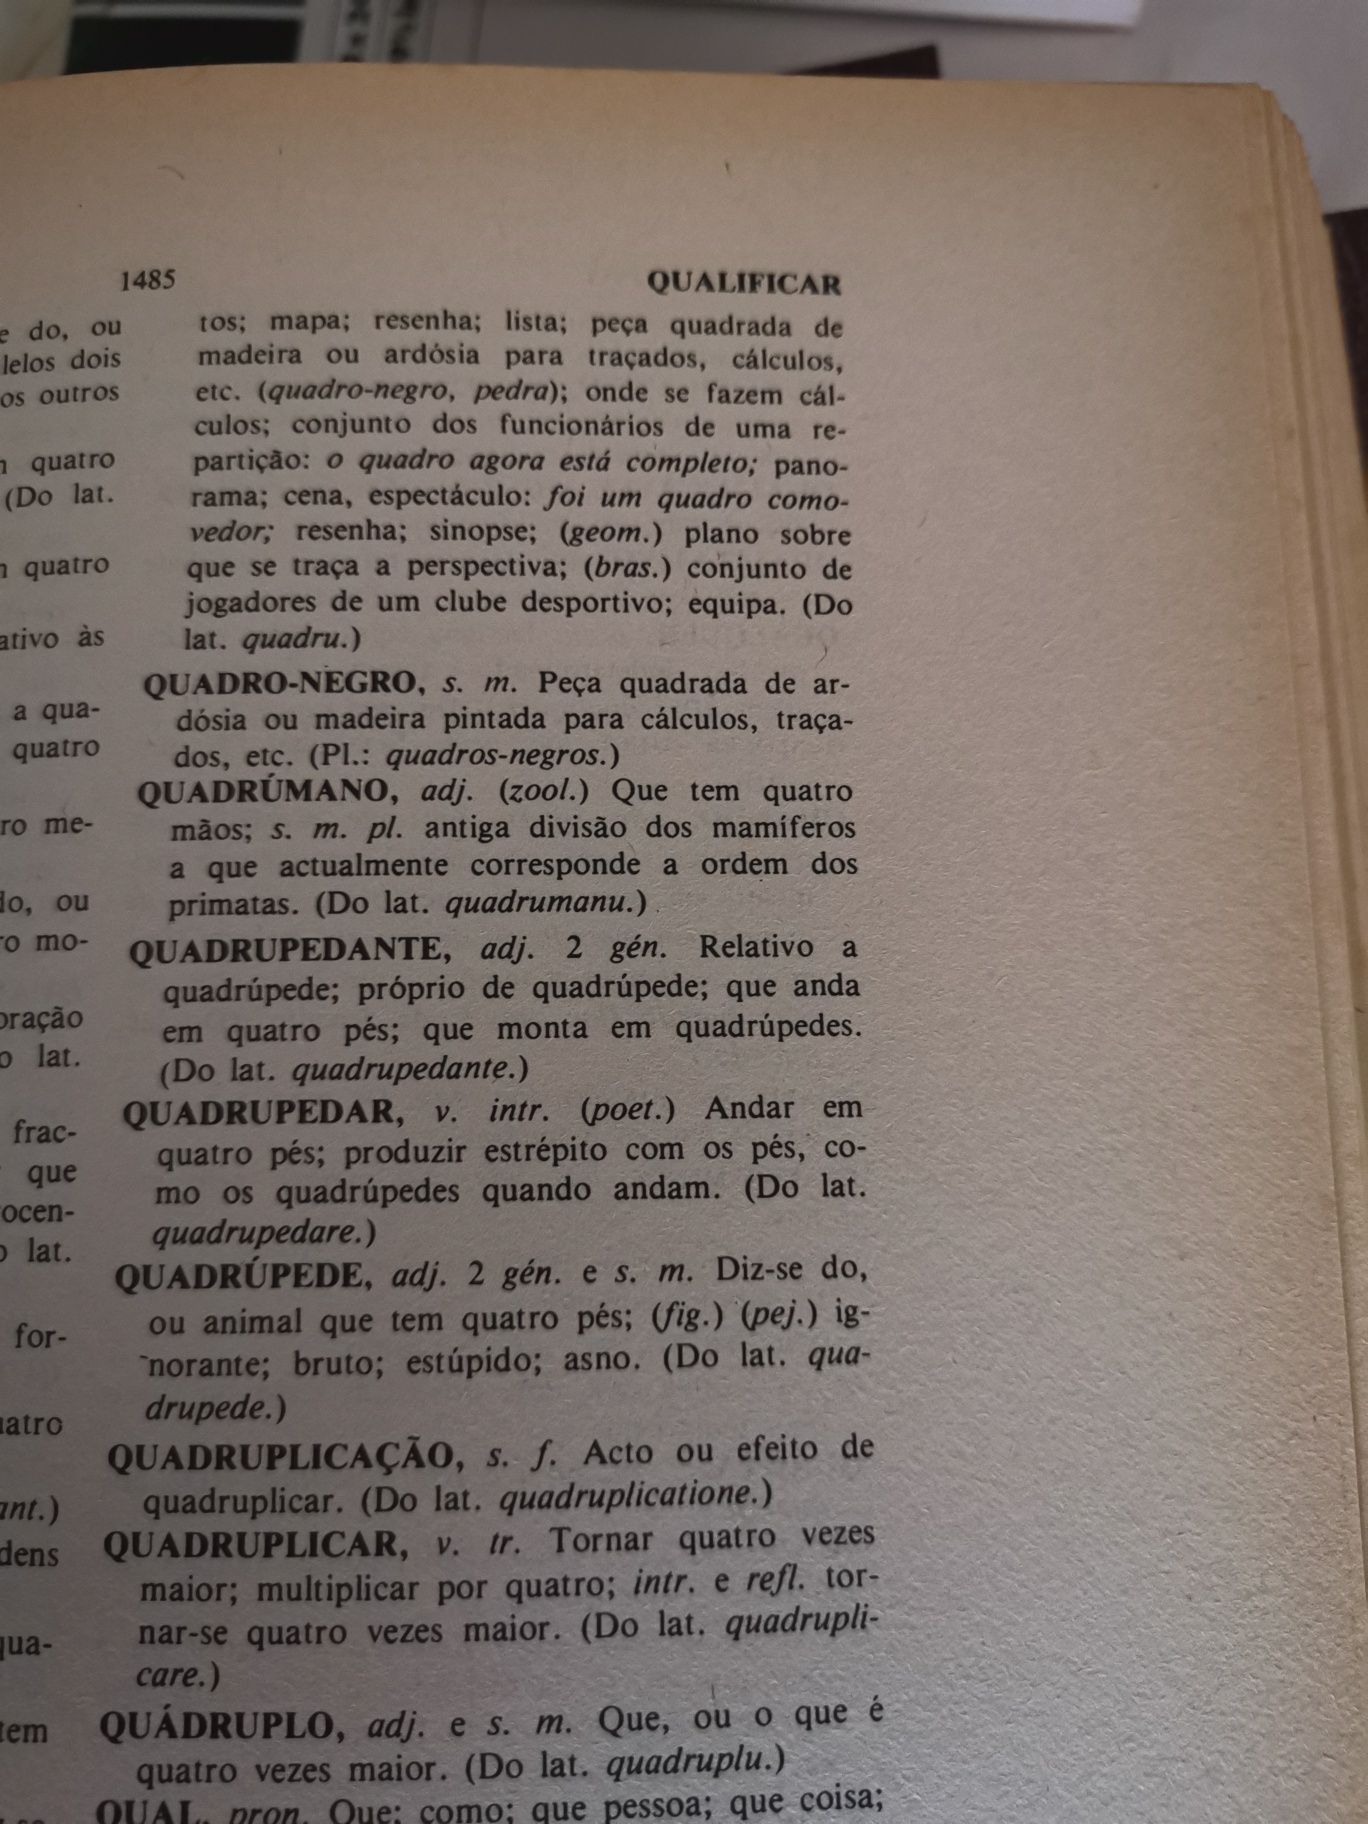 1485
QUALIFICAR
e do, ou
lelos dois
os outros
quatro
(Do lat.
quatro
ativo às
a qua-
quatro
ro me-
do, ou
ro mo-
oração
o lat.
frac-
que
ocen-
lat.
for-
uatro
ant.)
dens
qua-
tem
tos; mapa; resenha; lista; peça quadrada de
madeira ou ardósia para traçados, cálculos,
etc. (quadro-negro, pedra); onde se fazem cál-
culos; conjunto dos funcionários de uma re-
partição: o quadro agora está completo; pano-
rama; cena, espectáculo: foi um quadro como-
vedor; resenha; sinopse; (geom.) plano sobre
que se traça a perspectiva; (bras.) conjunto de
jogadores de um clube desportivo; equipa. (Do
lat. quadru.)
QUADRO-NEGRO, s. m. Peça quadrada de ar-
dósia ou madeira pintada para cálculos, traça-
dos, etc. (Pl.: quadros-negros.)
QUADRÚMANO, adj. (zool.) Que tem quatro
mãos; s. m. pl. antiga divisão dos mamíferos
a que actualmente corresponde a ordem dos
primatas. (Do lat. quadrumanu.)
QUADRUPEDANTE, adj. 2 gén. Relativo a
quadrúpede; próprio de quadrúpede; que anda
em quatro pés; que monta em quadrúpedes.
(Do lat. quadrupedante.)
QUADRUPEDAR, v. intr. (poet.) Andar em
quatro pés; produzir estrépito com os pés, co-
mo os quadrúpedes quando andam. (Do lat.
quadrupedare.)
QUADRÚPEDE, adj. 2 gén. e s. m. Diz-se do,
ou animal que tem quatro pés; (fig.) (pej.) ig-
norante; bruto; estúpido; asno. (Do lat. qua-
drupede.)
QUADRUPLICAÇÃO, s. f. Acto ou efeito de
quadruplicar. (Do lat. quadruplicatione.)
QUADRUPLICAR, v. tr. Tornar quatro vezes
maior; multiplicar por quatro; intr. e refl. tor-
nar-se quatro vezes maior. (Do lat. quadrupli-
care.)
QUÁDRUPLO, adj. e s. m. Que, ou o que é
quatro vezes maior. (Do lat. quadruplu.)
QUAL, pron. Que; como; que pessoa; que coisa;